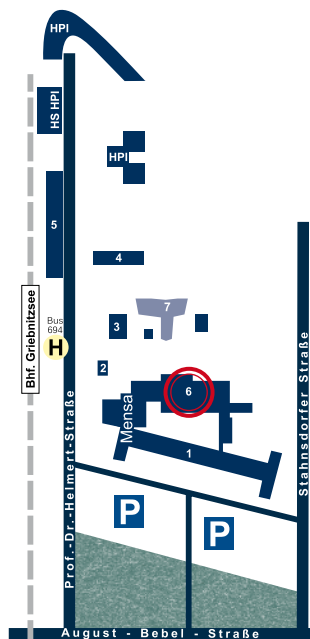 HPI
HS HPI
HPI
5
4
7
Bus
694
3
H
Bhf. Griebnitzsee
2
6
Mensa
1
Stahnsdorfer Straße
Prof.-Dr.-Helmert-Straße
P
P
August - Bebel - Straße